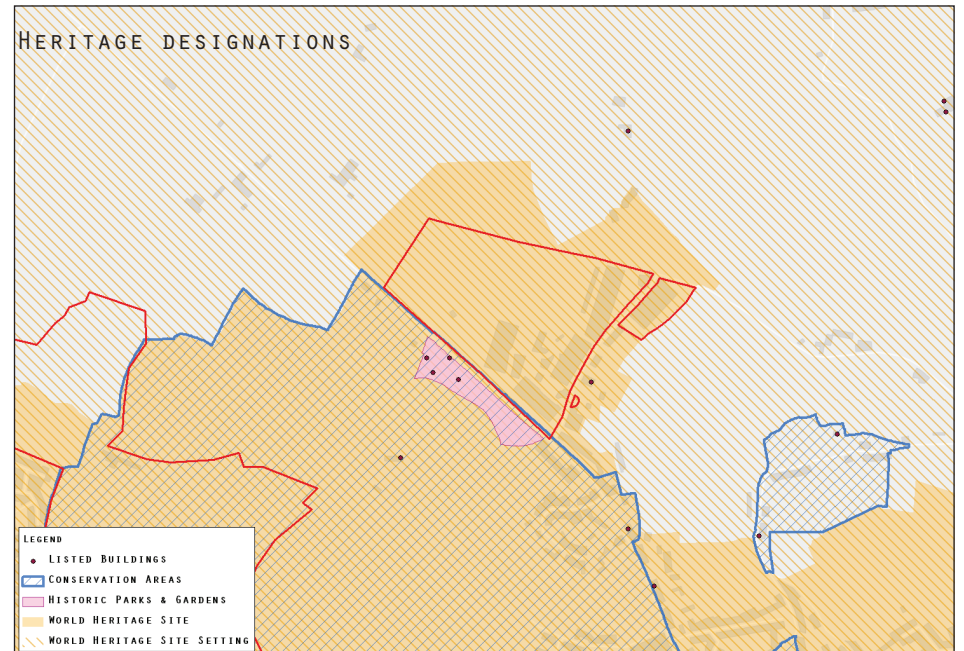 Heritage designations
Legend
Listed Buildings
Conservation Areas
Historic Parks & Gardens
World Heritage Site
World Heritage Site Setting